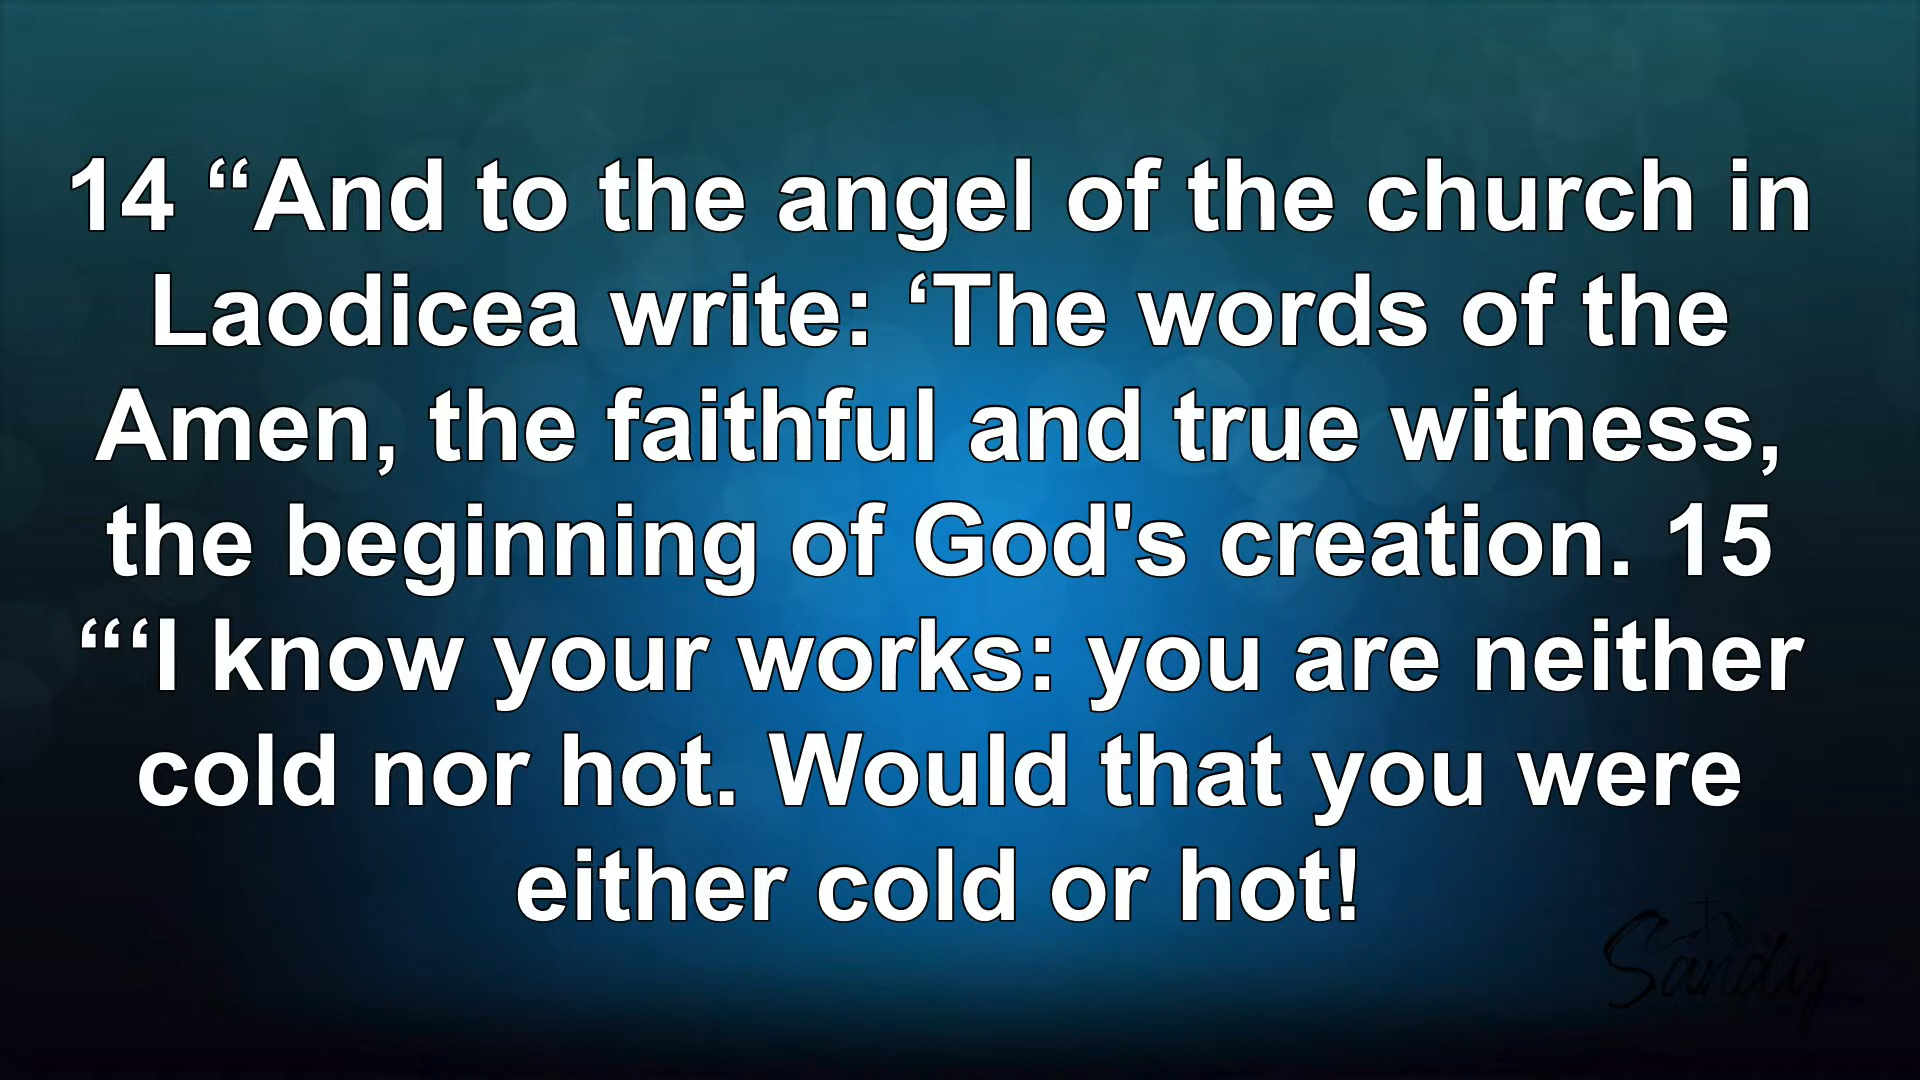 14 “And to the angel of the church in
Laodicea write: ‘The words of the
Amen, the faithful and true witness,
the beginning of God's creation. 15
“‘I know your works: you are neither
cold nor hot. Would that you were
either cold or hot!
Sandy